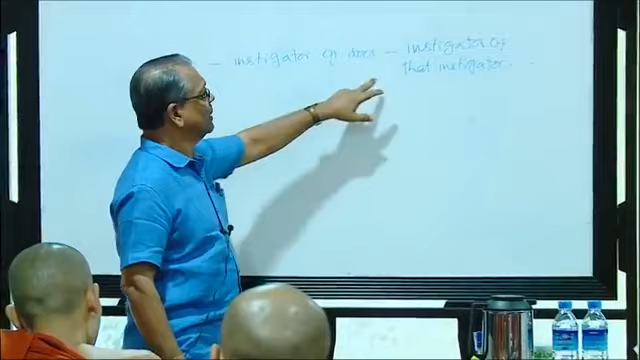 – instigator of doer – instigator of
that instigator.